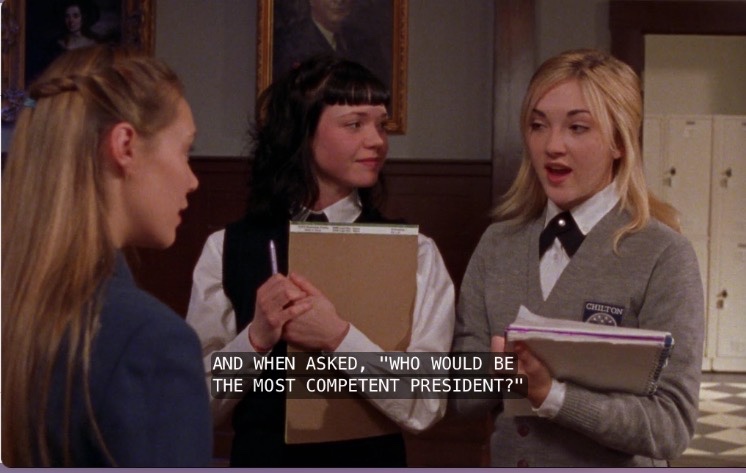 CHILTON
AND WHEN ASKED, "WHO WOULD BE
THE MOST COMPETENT PRESIDENT?"